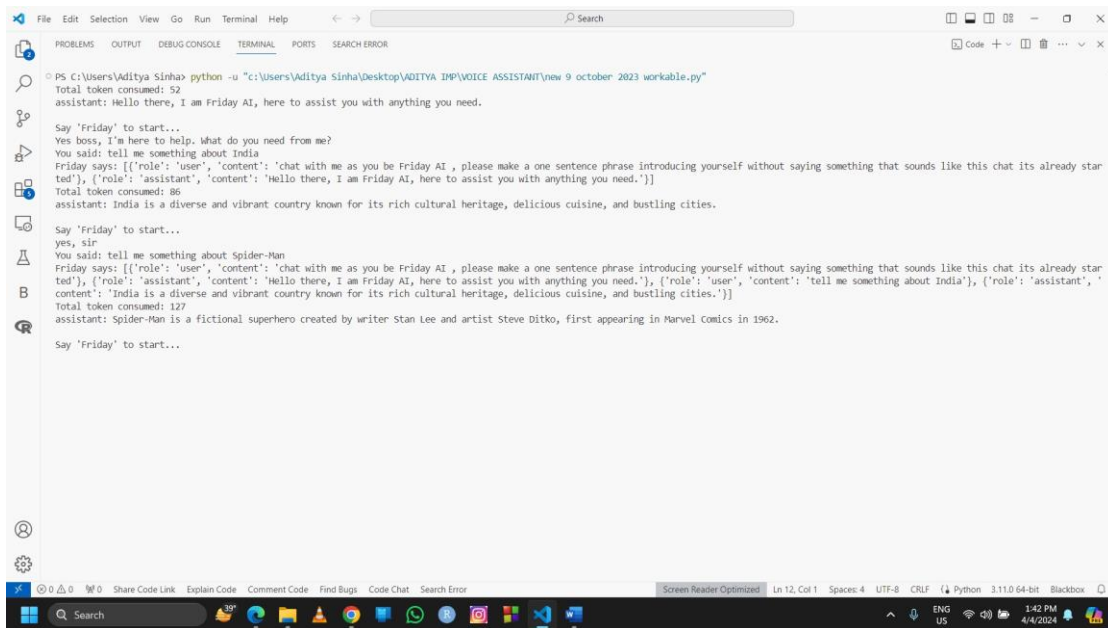 File Edit Selection View Go Run Terminal Help
Search
PROBLEMS OUTPUT DEBUG CONSOLE TERMINAL PORTS SEARCH ERROR
Code
2
PS C:\Users\Aditya Sinha> python -u "c:\Users\Aditya Sinha\Desktop\ADITYA IMP\VOICE ASSISTANT\new 9 october 2023 workable.py"
Total token consumed: 52
assistant: Hello there, I am Friday AI, here to assist you with anything you need.
Say 'Friday' to start...
Yes boss, I'm here to help. What do you need from me?
You said: tell me something about India
Friday says: [{'role': 'user', 'content': 'chat with me as you be Friday AI , please make a one sentence phrase introducing yourself without saying something that sounds like this chat its already star
ted'}, {'role': 'assistant', 'content': 'Hello there, I am Friday AI, here to assist you with anything you need.'}]
5
Total token consumed: 86
assistant: India is a diverse and vibrant country known for its rich cultural heritage, delicious cuisine, and bustling cities.
Say 'Friday' to start...
yes, sir
You said: tell me something about Spider-Man
Friday says: [{'role': 'user', 'content': 'chat with me as you be Friday AI , please make a one sentence phrase introducing yourself without saying something that sounds like this chat its already star
ted'}, {'role': 'assistant', 'content': 'Hello there, I am Friday AI, here to assist you with anything you need.'}, {'role': 'user', 'content': 'tell me something about India'}, {'role': 'assistant', '
B
content': 'India is a diverse and vibrant country known for its rich cultural heritage, delicious cuisine, and bustling cities.'}]
Total token consumed: 127
assistant: Spider-Man is a fictional superhero created by writer Stan Lee and artist Steve Ditko, first appearing in Marvel Comics in 1962.
R
Say 'Friday' to start...
0 0 0 Share Code Link Explain Code Comment Code Find Bugs Code Chat Search Error
Screen Reader Optimized Ln 12, Col 1 Spaces: 4 UTF-8 CRLF Python 3.11.0 64-bit Blackbox
Search
39°
ENG
US
1:42 PM
4/4/2024